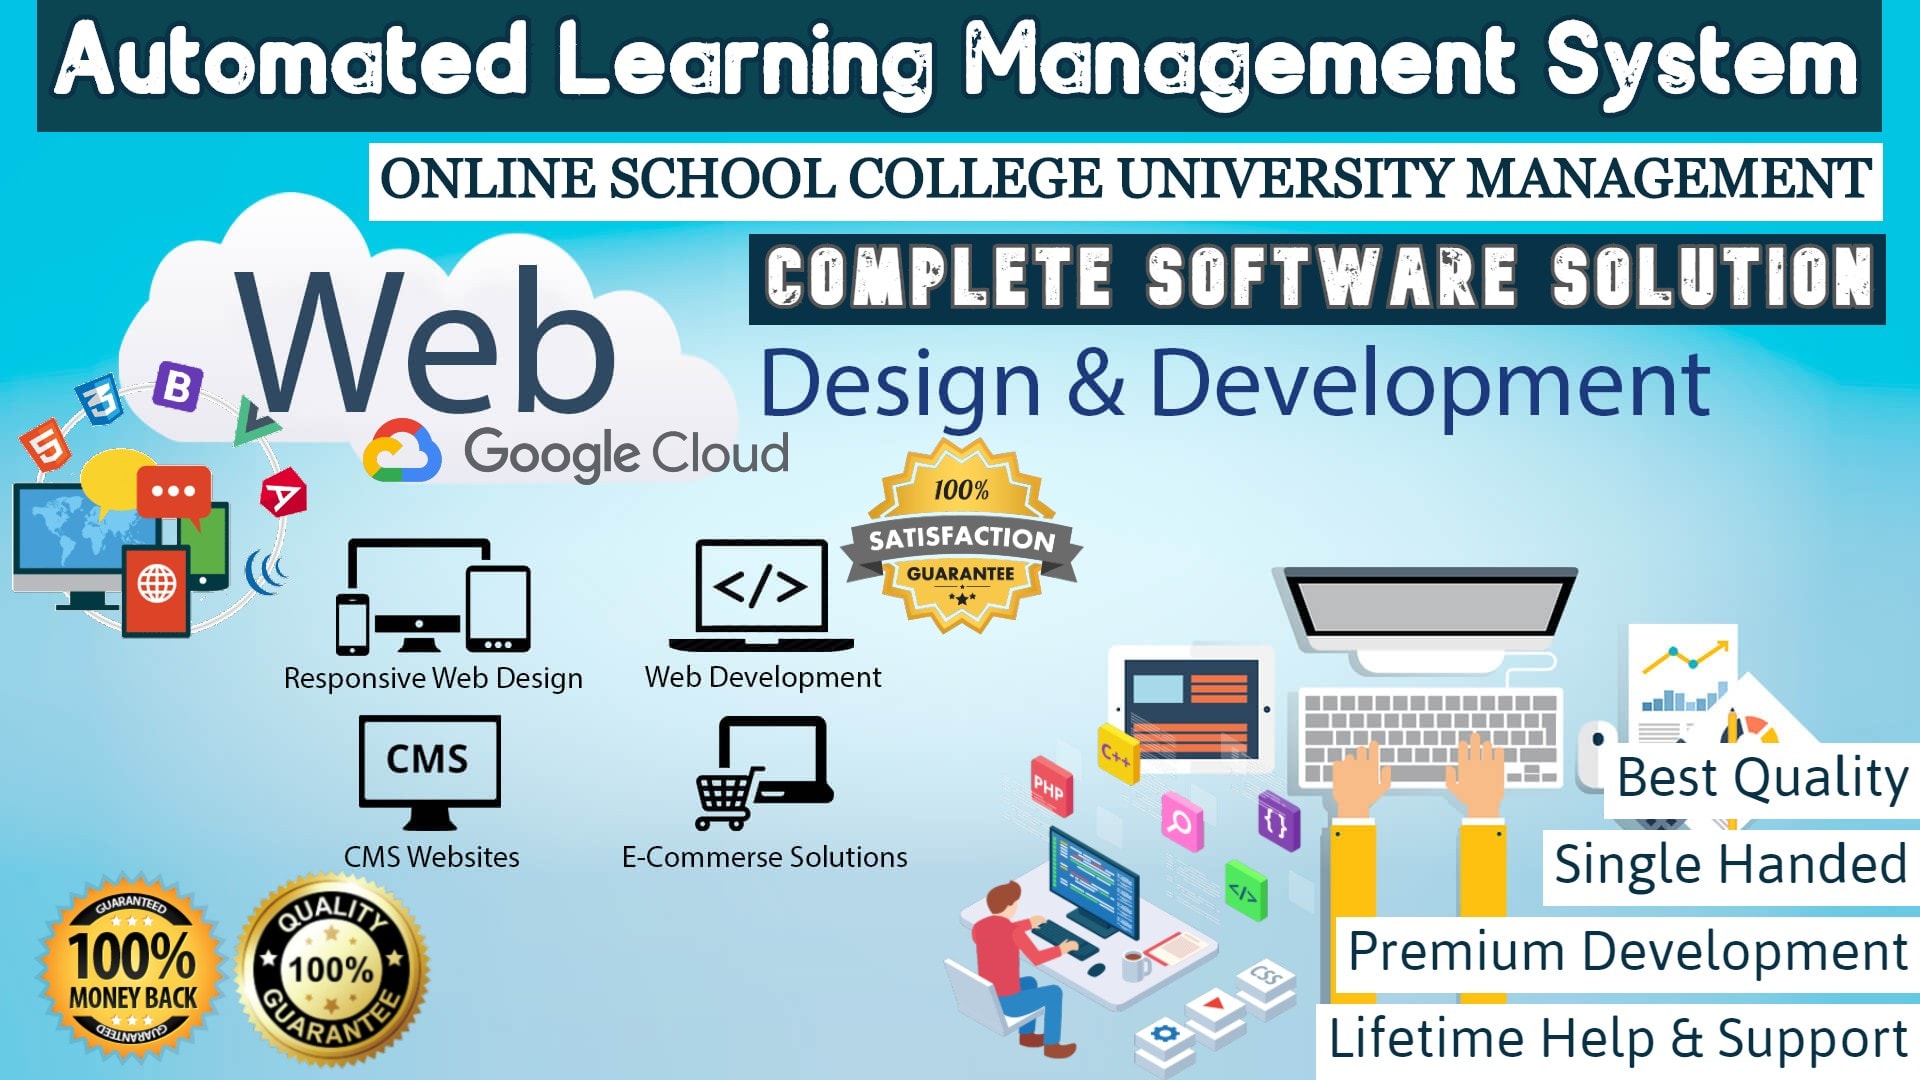 Automated Learning Management System
ONLINE SCHOOL COLLEGE UNIVERSITY MANAGEMENT
COMPLETE SOFTWARE SOLUTION
Web
Design & Development
Google Cloud
3
B
5
A
100%
SATISFACTION
GUARANTEE
</>
Responsive Web Design
Web Development
CMS
CMS Websites
E-Commerse Solutions
C++
PHP
{}
</>
CSS
GUARANTEED
100%
MONEY BACK
GUARANTEED
QUALITY
100%
GUARANTEE
Best Quality
Single Handed
Premium Development
Lifetime Help & Support